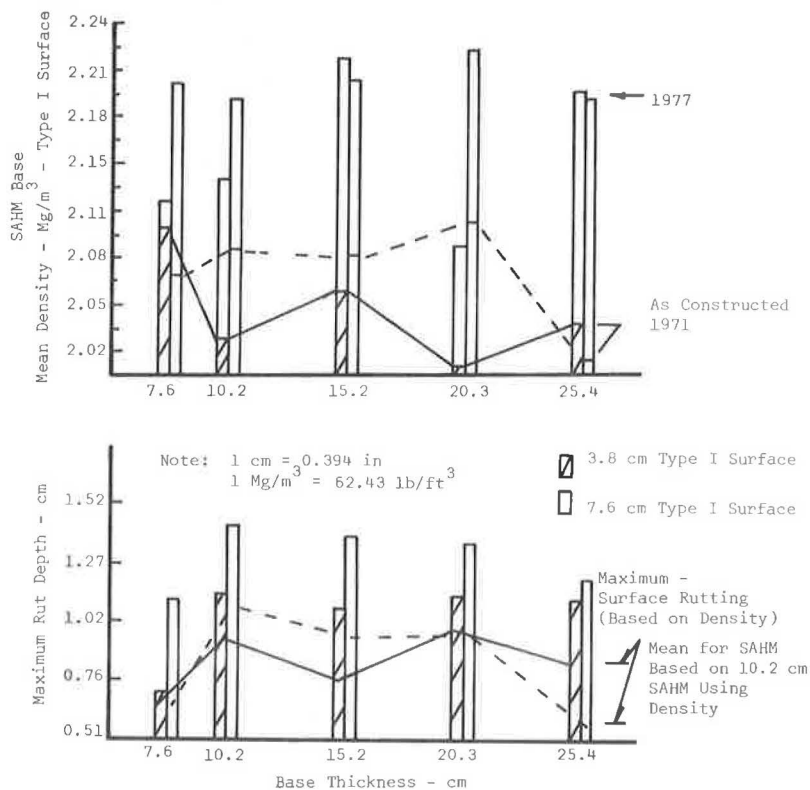 SAHM Base
Mean Density - Mg/m³ - Type I Surface
2.24
2.21
2.18
2.15
2.11
2.08
2.05
2.02
7.6
10.2
15.2
20.3
25.4
1977
As Constructed
1971
Note: 1 cm = 0.394 in
1 Mg/m³ = 62.43 lb/ft³
3.8 cm Type I Surface
7.6 cm Type I Surface
Maximum Rut Depth - cm
1.52
1.27
1.02
0.76
0.51
Maximum -
Surface Rutting
(Based on Density)
Mean for SAHM
Based on 10.2 cm
SAHM Using
Density
7.6
10.2
15.2
20.3
25.4
Base Thickness - cm